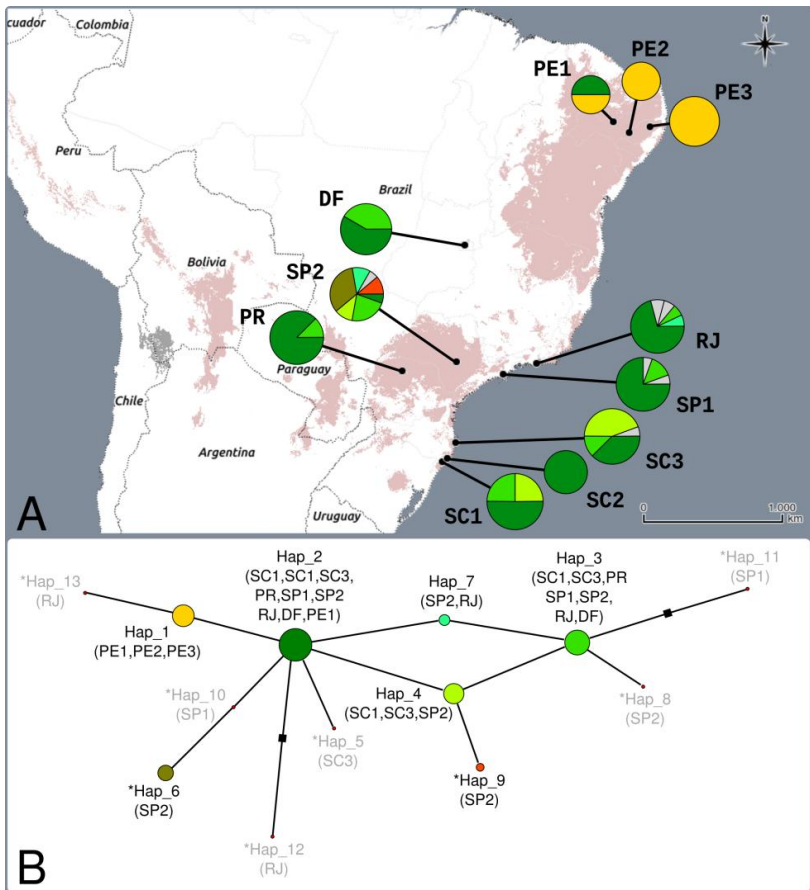 cuador
Colombia
N
PE1
PE2
PE3
Peru
DF
Brazil
Bolivia
SP2
PR
RJ
Paraguay
SP1
Chile
SC3
Argentina
SC2
SC1
Uruguay
0
1.000
km
A
Hap_2
(SC1,SC1,SC3,
PR,SP1,SP2
RJ,DF,PE1)
Hap_3
(SC1,SC3,PR
SP1,SP2,
RJ,DF)
*Hap_11
(SP1)
*Hap_13
(RJ)
Hap_7
(SP2,RJ)
Hap_1
(PE1,PE2,PE3)
*Hap_10
(SP1)
Hap_4
(SC1,SC3,SP2)
*Hap_8
(SP2)
*Hap_5
(SC3)
*Hap_6
(SP2)
*Hap_9
(SP2)
*Hap_12
(RJ)
B